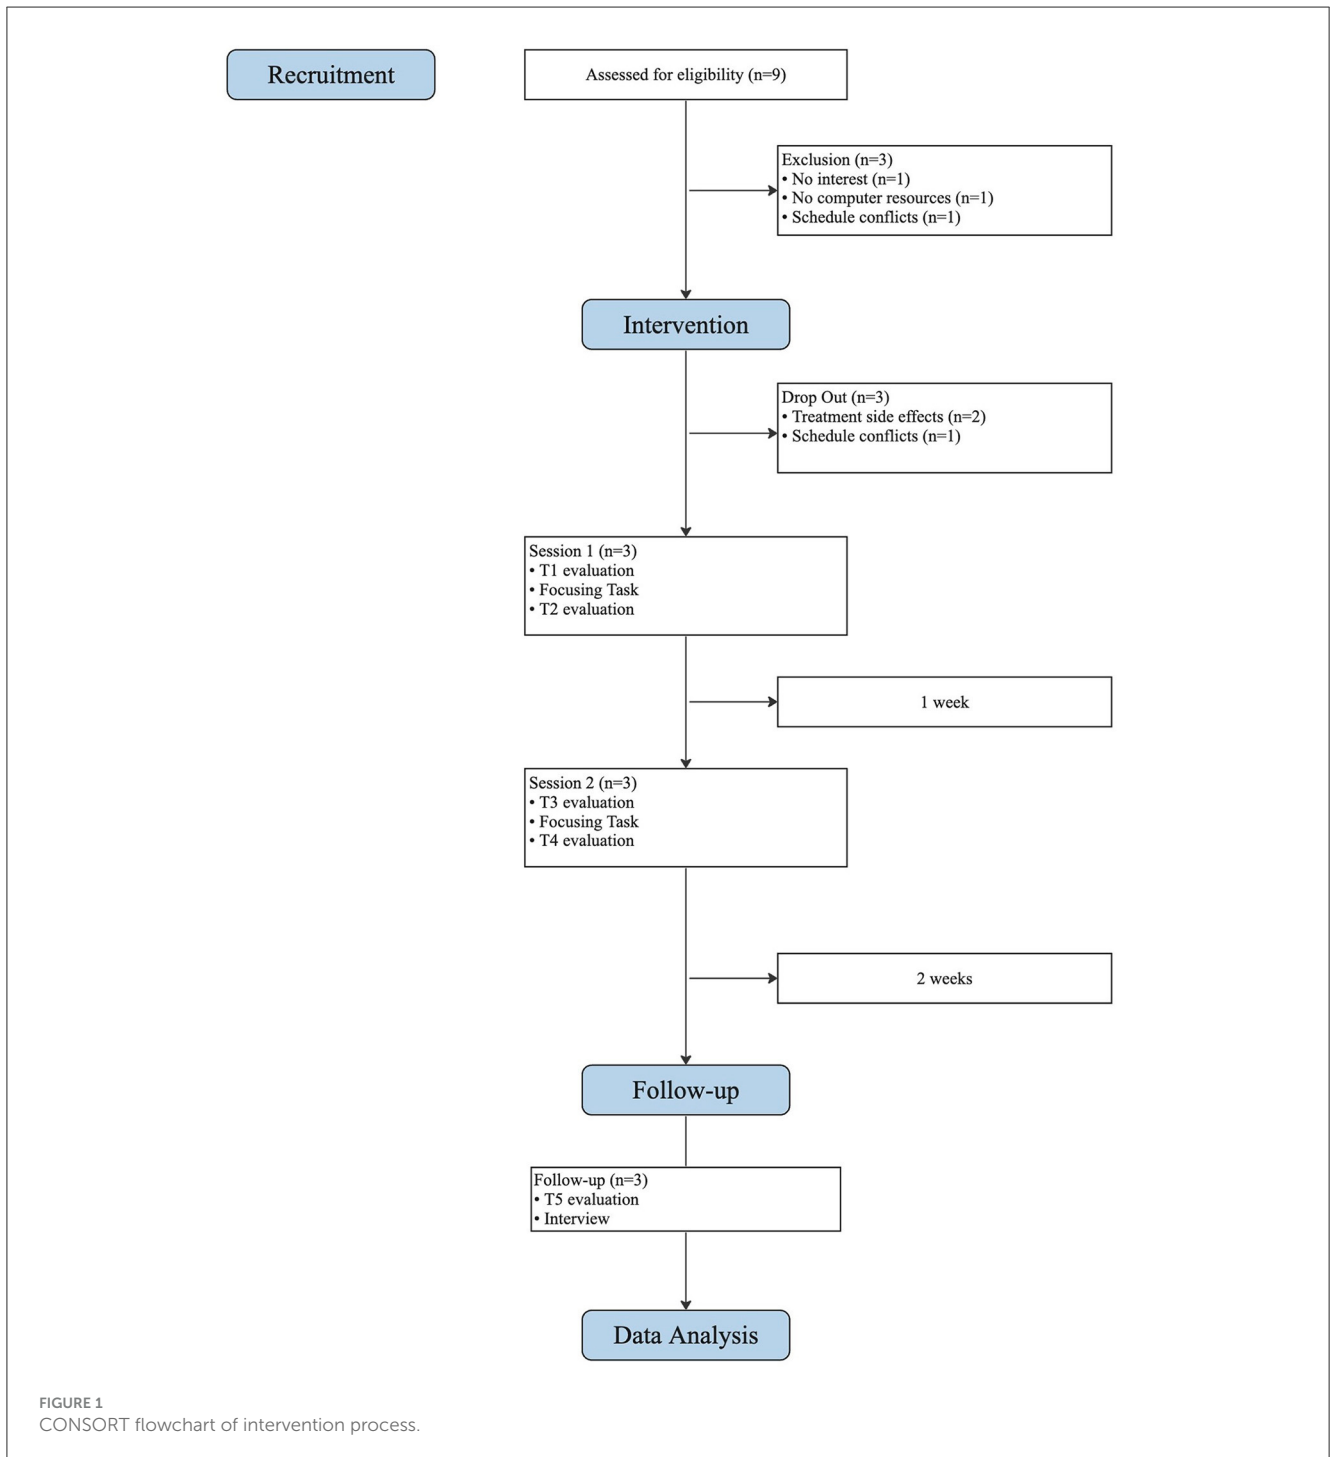 Recruitment
Assessed for eligibility (n=9)
Exclusion (n=3)
• No interest (n=1)
• No computer resources (n=1)
• Schedule conflicts (n=1)
Intervention
Drop Out (n=3)
• Treatment side effects (n=2)
• Schedule conflicts (n=1)
Session 1 (n=3)
• T1 evaluation
• Focusing Task
• T2 evaluation
1 week
Session 2 (n=3)
• T3 evaluation
• Focusing Task
• T4 evaluation
2 weeks
Follow-up
Follow-up (n=3)
• T5 evaluation
• Interview
Data Analysis
FIGURE 1
CONSORT flowchart of intervention process.